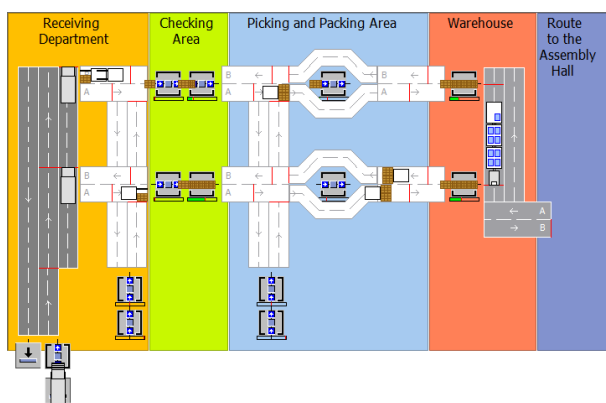 Receiving
Department
Checking
Area
Picking and Packing Area
Warehouse
Route
to the
Assembly
Hall
B
A
B
A
B
A
B
A
B
A
B
A
A
B